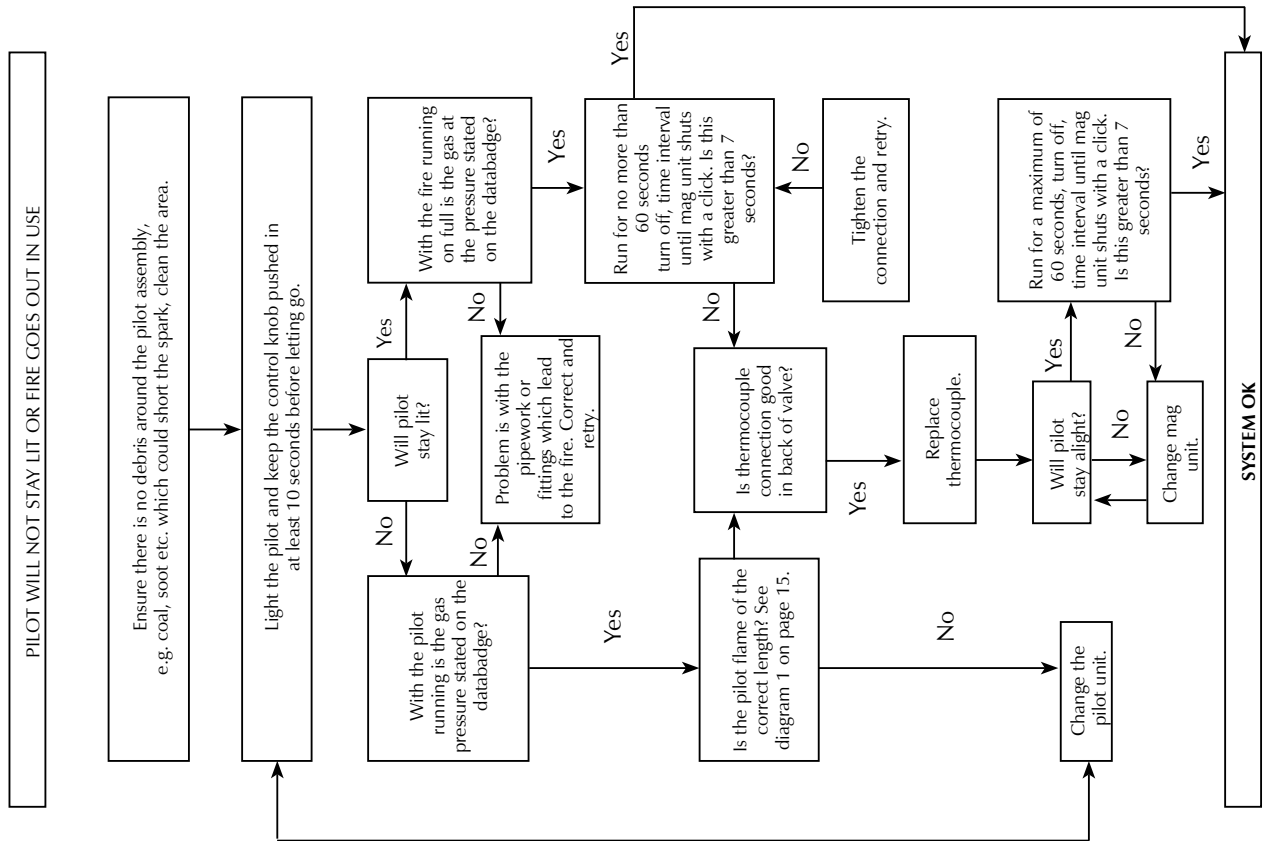 PILOT WILL NOT STAY LIT OR FIRE GOES OUT IN USE
Ensure there is no debris around the pilot assembly,
e.g. coal, soot etc. which could short the spark, clean the area.
Light the pilot and keep the control knob pushed in
at least 10 seconds before letting go.
Will pilot
stay lit?
No
Yes
With the pilot
running is the gas
pressure stated on the
databadge?
With the fire running
on full is the gas at
the pressure stated
on the databadge?
No
No
Problem is with the
pipework or
fittings which lead
to the fire. Correct and
retry.
Yes
Yes
Is the pilot flame of the
correct length? See
diagram 1 on page 15.
Run for no more than
60 seconds
turn off, time interval
until mag unit shuts
with a click. Is this
greater than 7
seconds?
Yes
No
Is thermocouple
connection good
in back of valve?
No
Tighten the
connection and retry.
Yes
Replace
thermocouple.
No
Change the
pilot unit.
Will pilot
stay alight?
Yes
Run for a maximum of
60 seconds, turn off,
time interval until mag
unit shuts with a click.
Is this greater than 7
seconds?
No
No
Change mag
unit.
Yes
SYSTEM OK